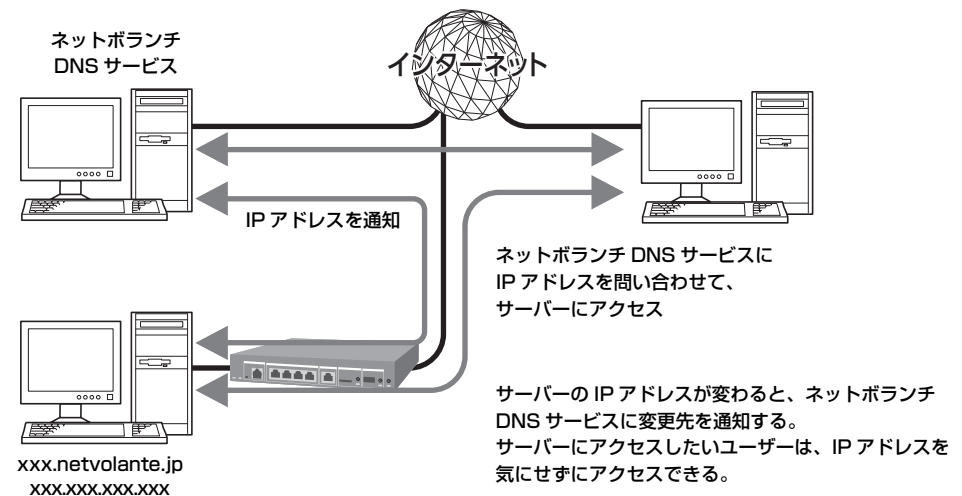 ネットボランチ
DNS サービス
インターネット
IP アドレスを通知
ネットボランチ DNS サービスに
IP アドレスを問い合わせて、
サーバーにアクセス
サーバーの IP アドレスが変わると、ネットボランチ
DNS サービスに変更先を通知する。
サーバーにアクセスしたいユーザーは、IP アドレスを
気にせずにアクセスできる。
xxx.netvolante.jp
xxx.xxx.xxx.xxx